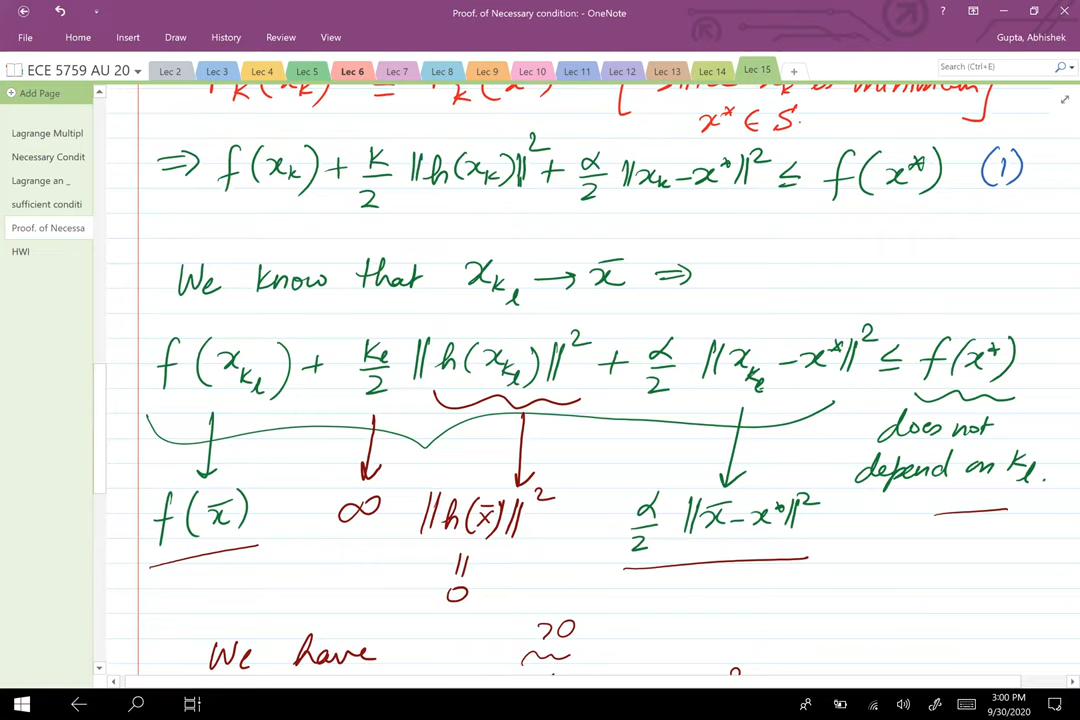 Proof. of Necessary condition: - OneNote
Gupta, Abhishek
File Home Insert Draw History Review View
ECE 5759 AU 20
Lec 2 Lec 3 Lec 4 Lec 5 Lec 6 Lec 7 Lec 8 Lec 9 Lec 10 Lec 11 Lec 12 Lec 13 Lec 14 Lec 15
Search (Ctrl+E)
Add Page
Lagrange Multipl
Necessary Condit
Lagrange an _
sufficient conditi
Proof. of Necessa
HWI
x* ∈ S.
⇒ f(x_k) + k/2 ||h(x_k)||² + α/2 ||x_k - x*||² ≤ f(x*) (1)
We know that x_{k_l} → x̄ ⇒
f(x_{k_l}) + k_l/2 ||h(x_{k_l})||² + α/2 ||x_{k_l} - x*||² ≤ f(x*)
does not
depend on k_l.
f(x̄) ∞ ||h(x̄)||² α/2 ||x̄ - x*||²
||
0
>0
We have
3:00 PM
9/30/2020